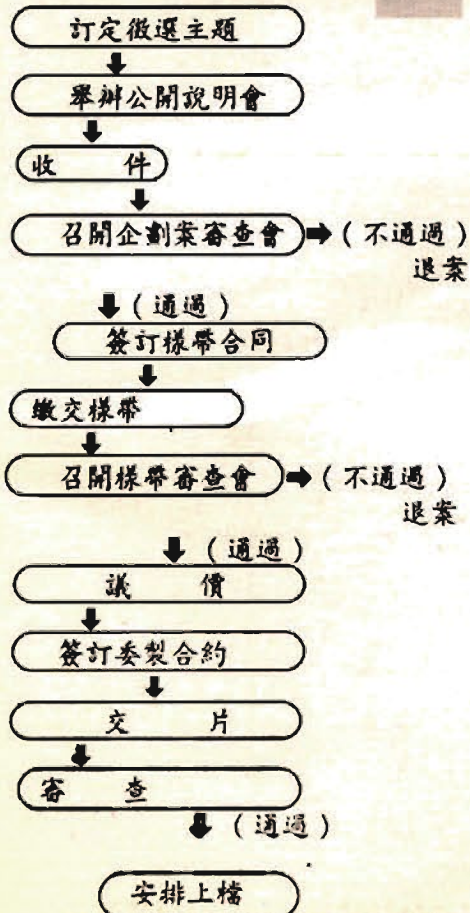 訂定徵選主題
舉辦公開說明會
收 件
召開企劃案審查會 (不通過)
退案
(通過)
簽訂樣帶合同
繳交樣帶
召開樣帶審查會 (不通過)
退案
(通過)
議 價
簽訂委製合約
交 片
審 查
(通過)
安排上檔